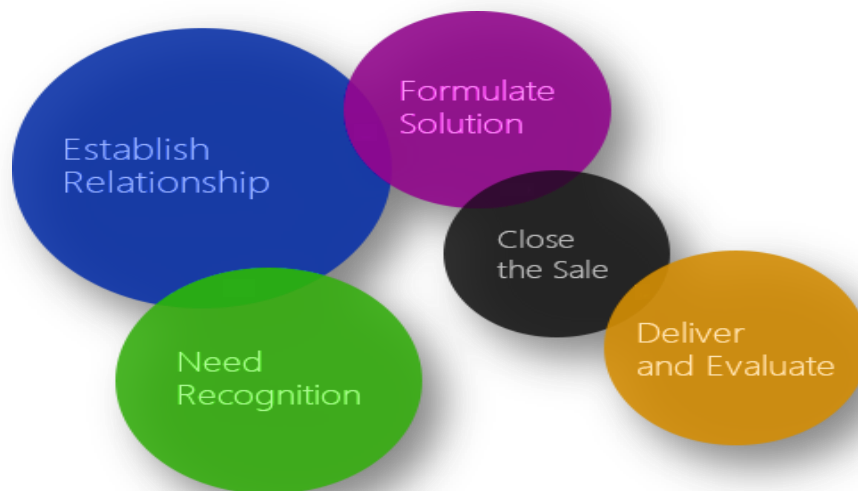 Establish
Relationship
Need
Recognition
Formulate
Solution
Close
the Sale
Deliver
and Evaluate